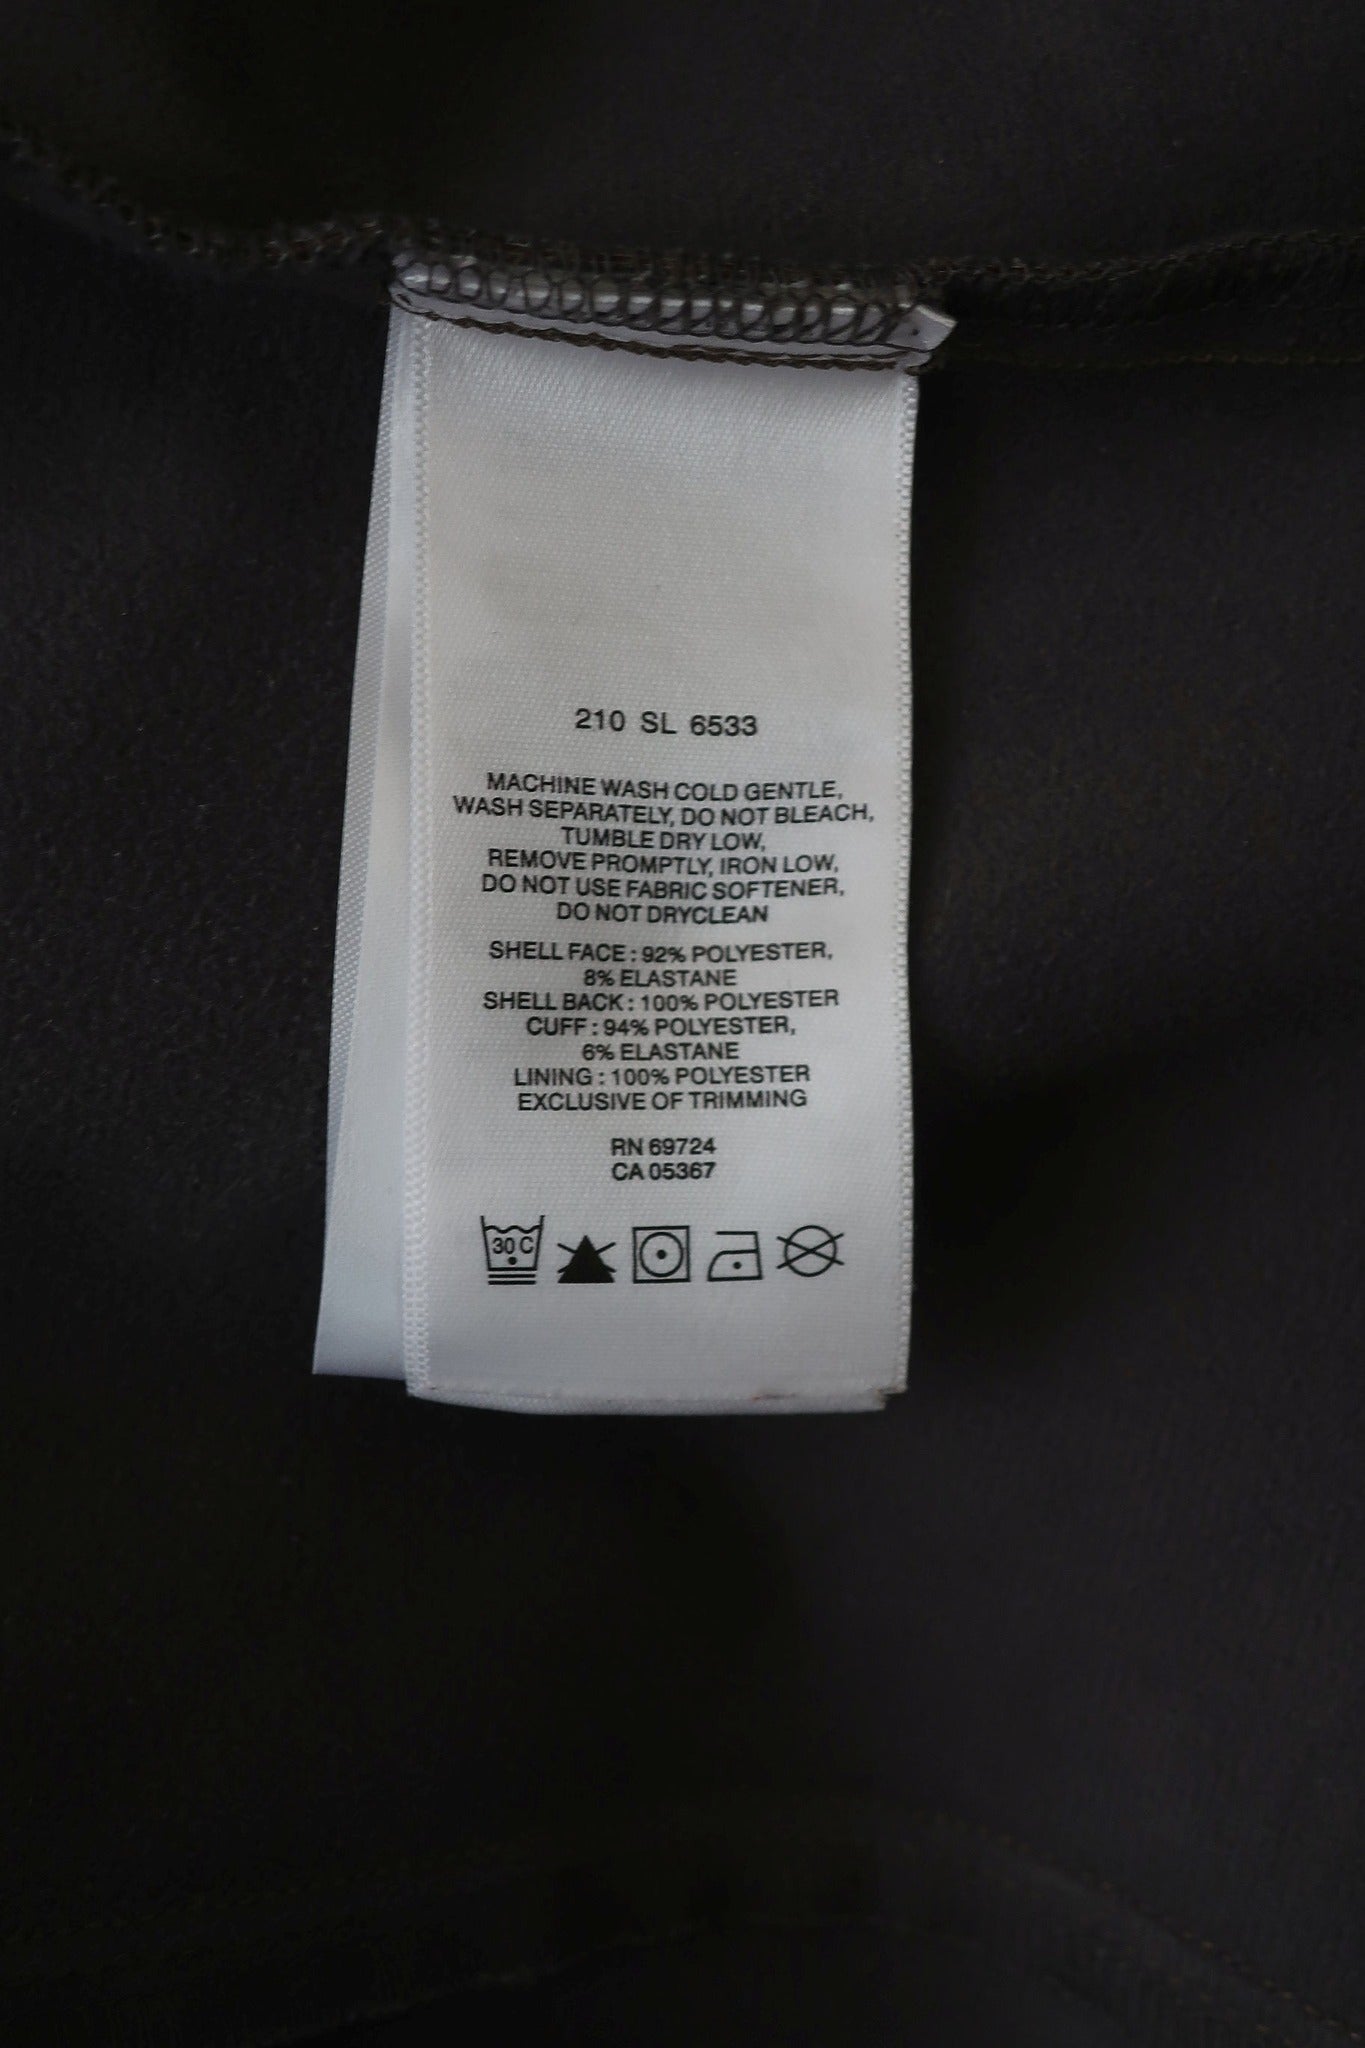 210 SL 6533
MACHINE WASH COLD GENTLE,
WASH SEPARATELY, DO NOT BLEACH,
TUMBLE DRY LOW,
REMOVE PROMPTLY, IRON LOW,
DO NOT USE FABRIC SOFTENER,
DO NOT DRYCLEAN
SHELL FACE : 92% POLYESTER,
8% ELASTANE
SHELL BACK : 100% POLYESTER
CUFF : 94% POLYESTER,
6% ELASTANE
LINING : 100% POLYESTER
EXCLUSIVE OF TRIMMING
RN 69724
CA 05367
30 C